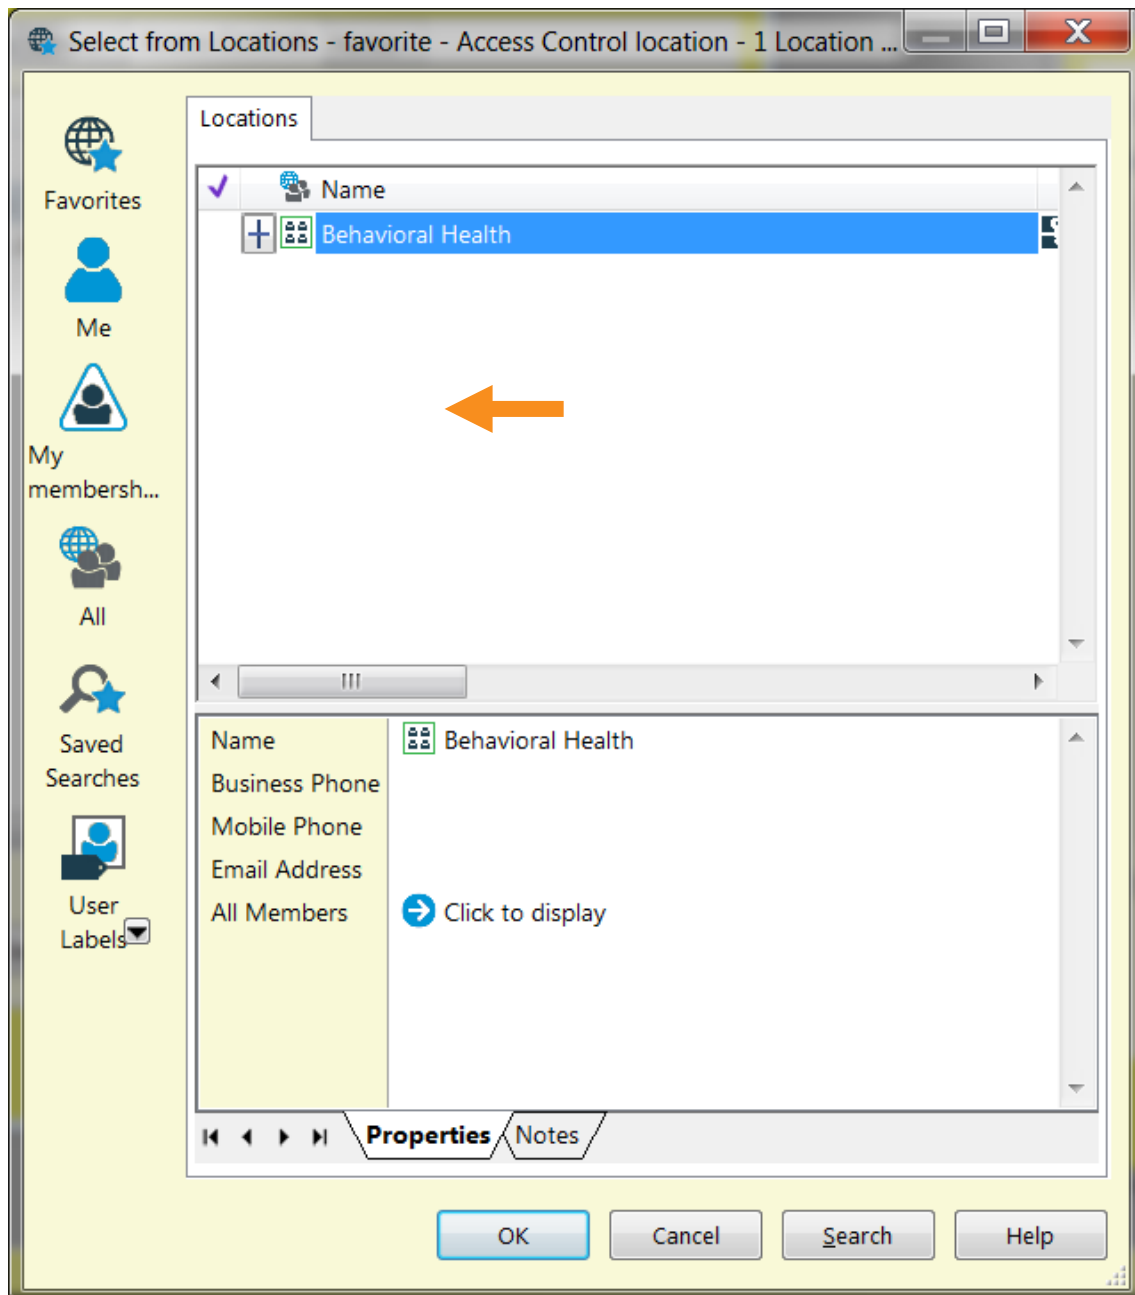 Select from Locations - favorite - Access Control location - 1 Location ...
Locations
Favorites
Name
Behavioral Health
Me
My
membersh...
All
Saved
Searches
User
Labels
Name Behavioral Health
Business Phone
Mobile Phone
Email Address
All Members Click to display
Properties Notes
OK Cancel Search Help